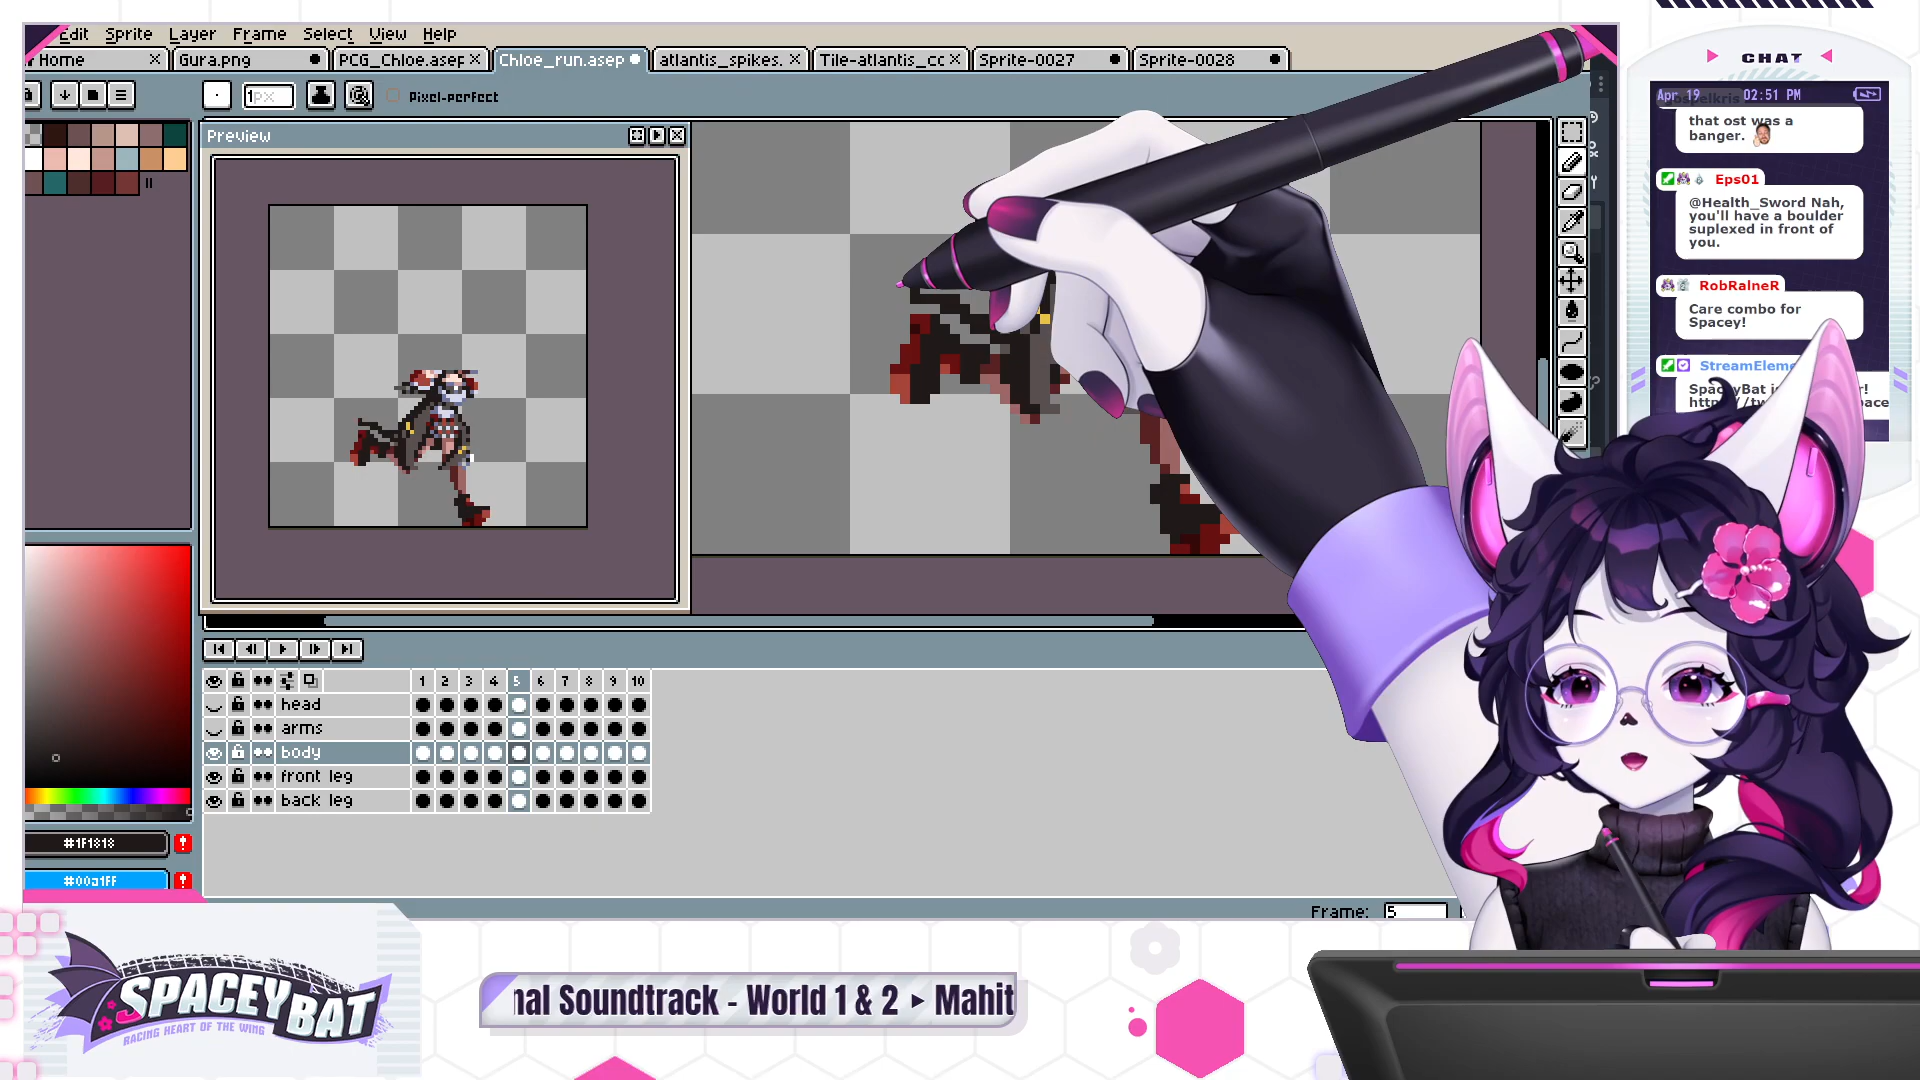 Edit Sprite Layer Frame Select View Help
Home
Gura.png
PCG_Chloe.asep
Chloe_run.asep
atlantis_spikes.
Tile-atlantis_cc
Sprite-0027
Sprite-0028
1px
Pixel-perfect
Preview
1 2 3 4 5 6 7 8 9 10
head
arms
body
front leg
back leg
#1F1818
#00a1FF
Frame: 5
CHAT
Apr 19 02:51 PM
that ost was a
banger.
Eps01
@Health_Sword Nah,
you'll have a boulder
suplexed in front of
you.
RobRaIneR
Care combo for
Spacey!
StreamEleme
SPACEYBAT
RACING HEART OF THE WING
nal Soundtrack - World 1 & 2 ▸ Mahit